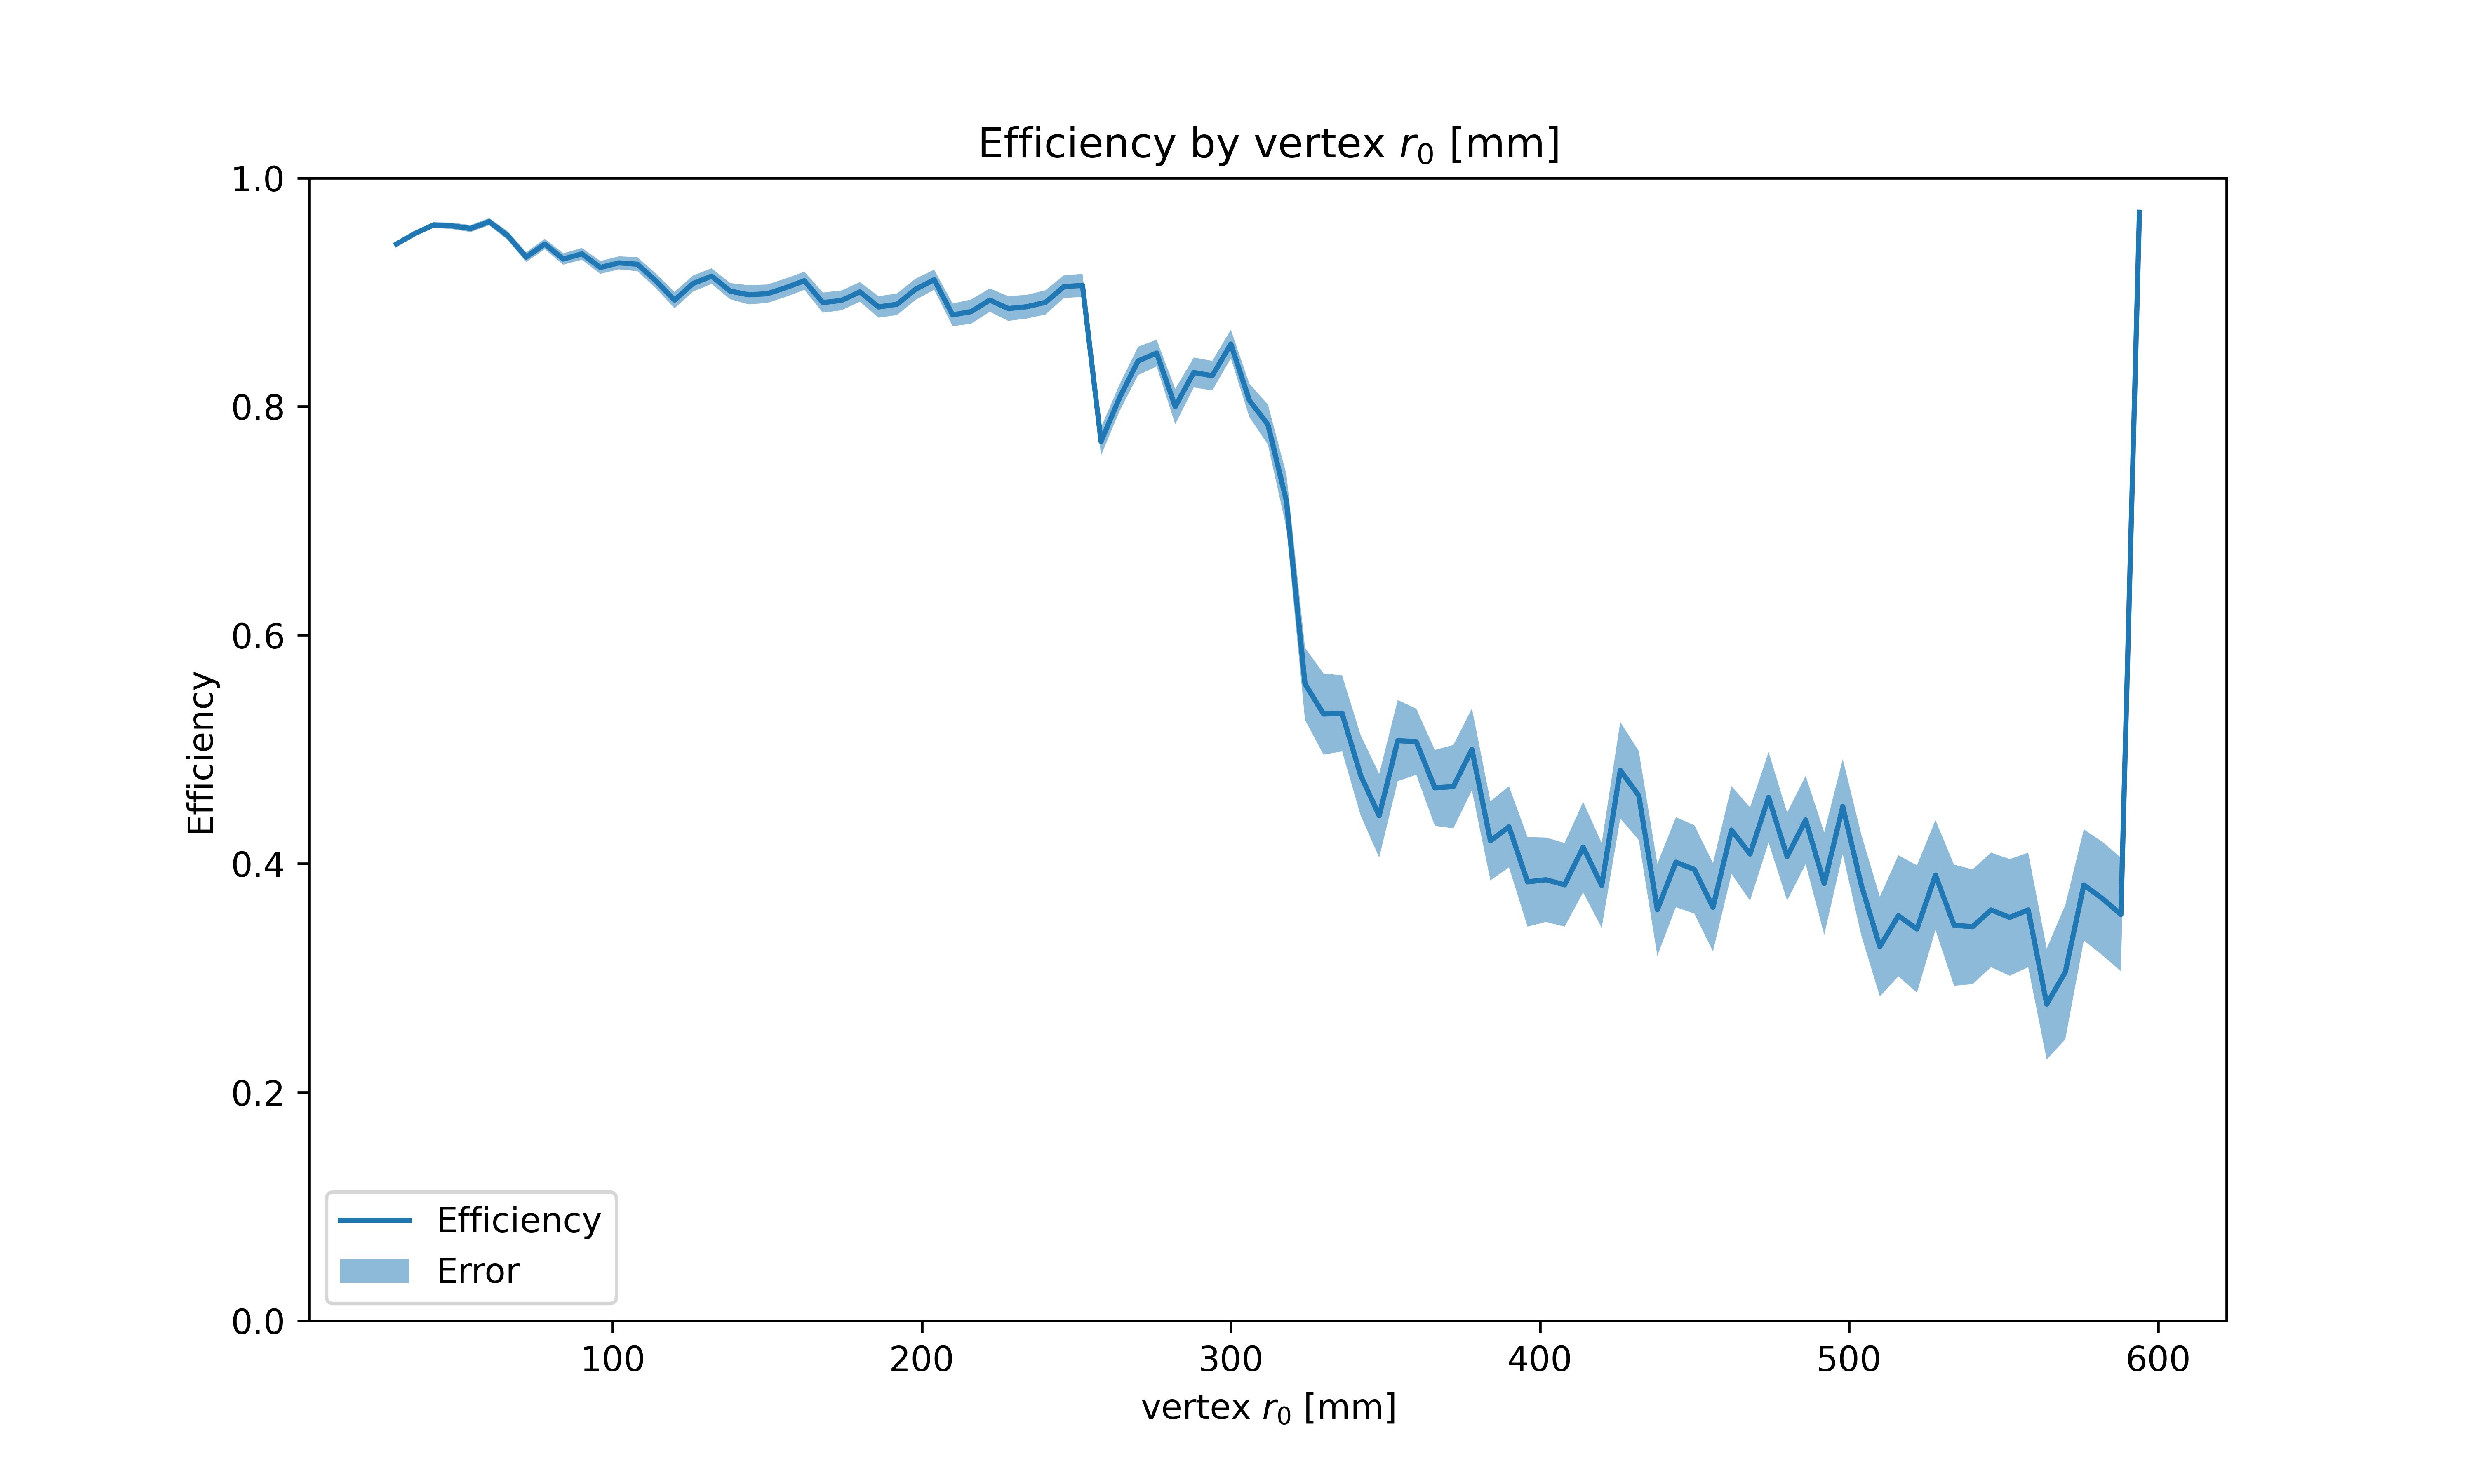 Efficiency by vertex r₀ [mm]
1.0
0.8
0.6
0.4
0.2
0.0
Efficiency
Efficiency
Error
100 200 300 400 500 600
vertex r₀ [mm]